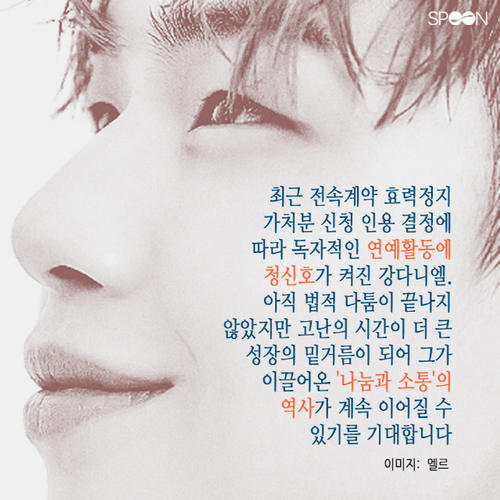 SPOON
최근 전속계약 효력정지
가처분 신청 인용 결정에
따라 독자적인 연예활동에
청신호가 켜진 강다니엘.
아직 법적 다툼이 끝나지
않았지만 고난의 시간이 더 큰
성장의 밑거름이 되어 그가
이끌어온 '나눔과 소통'의
역사가 계속 이어질 수
있기를 기대합니다
이미지: 엘르